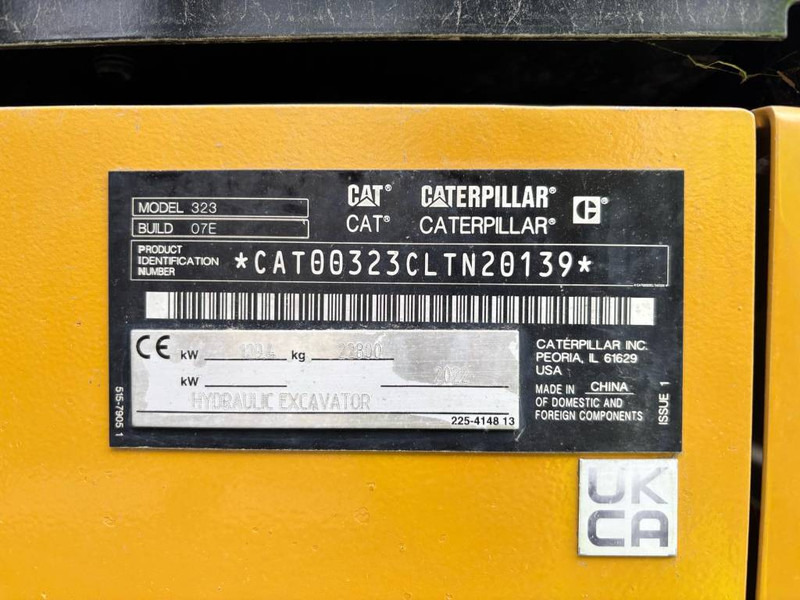 CAT® CATERPILLAR®
CAT® CATERPILLAR®
MODEL 323
BUILD 07E
PRODUCT
IDENTIFICATION
NUMBER
*CAT00323CLTN20139*
CE kW kg 22800
kW
HYDRAULIC EXCAVATOR
225-4148 13
CATERPILLAR INC.
PEORIA, IL 61629
USA
MADE IN CHINA
OF DOMESTIC AND
FOREIGN COMPONENTS
515-7905 1
ISSUE 1
UK
CA